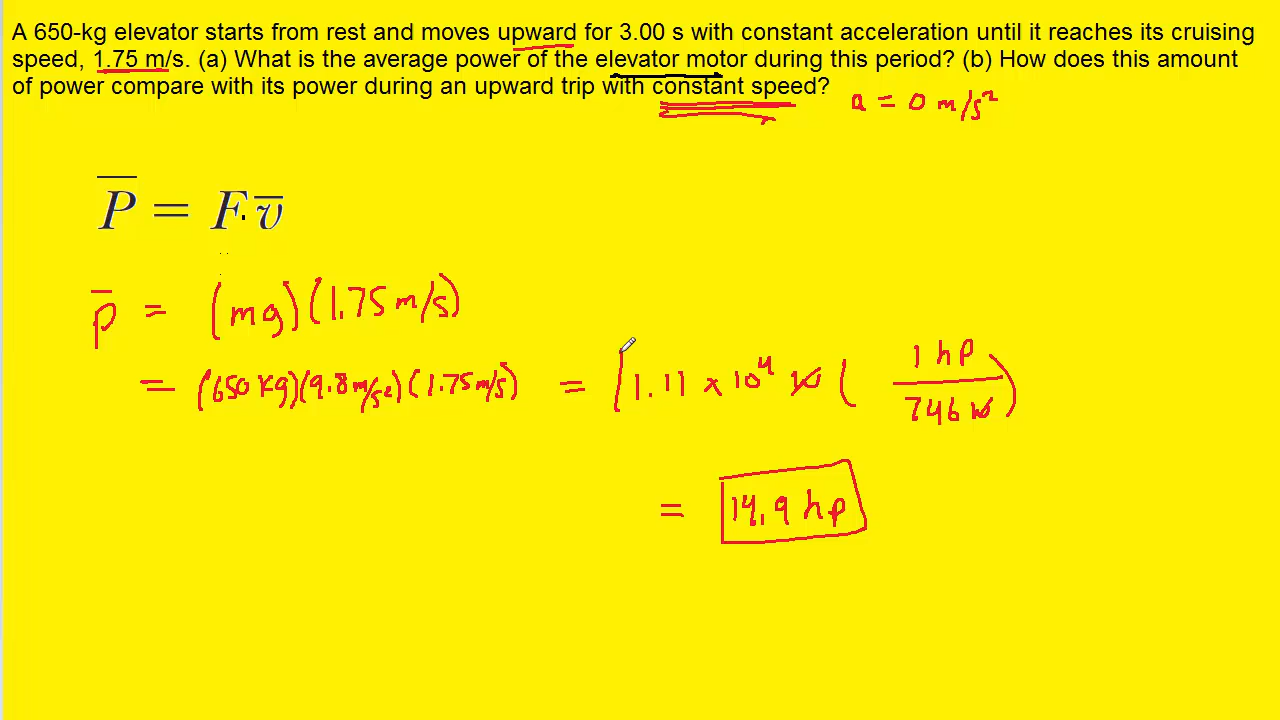 A 650-kg elevator starts from rest and moves upward for 3.00 s with constant acceleration until it reaches its cruising
speed, 1.75 m/s. (a) What is the average power of the elevator motor during this period? (b) How does this amount
of power compare with its power during an upward trip with constant speed?
a = 0 m/s²
P̅ = F v̅
p̅ = (mg)(1.75 m/s)
= (650 kg)(9.8 m/s²)(1.75 m/s) = 1.11 × 10⁴ W (1 hp / 746 W)
= 14.9 hp